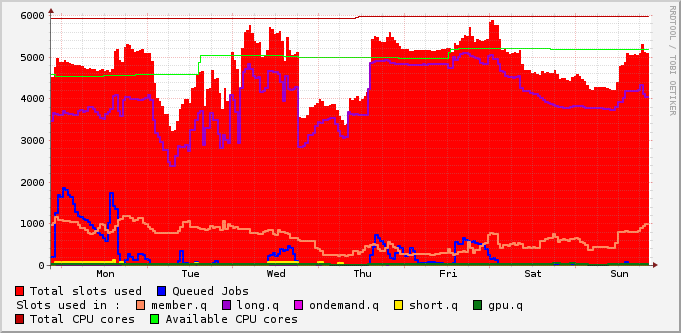 6000
5000
4000
3000
2000
1000
0
Mon Tue Wed Thu Fri Sat Sun
RRDTOOL / TOBI OETIKER
Total slots used Queued Jobs
Slots used in : member.q long.q ondemand.q short.q gpu.q
Total CPU cores Available CPU cores